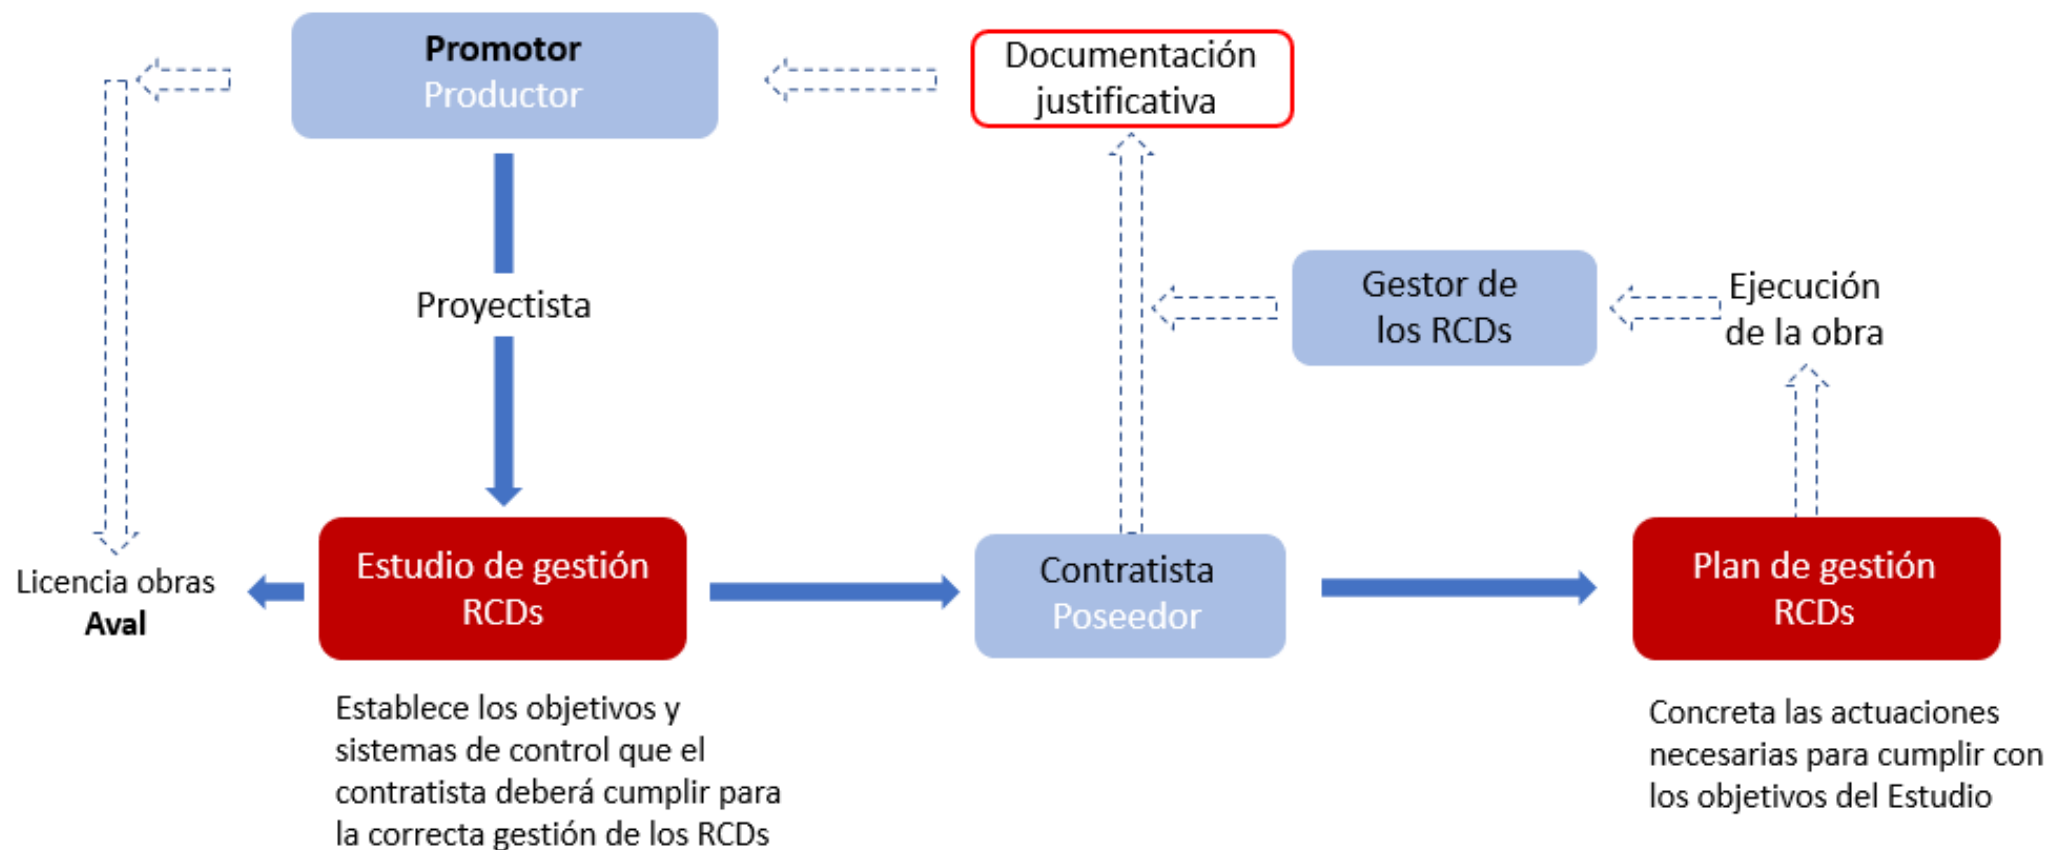 Promotor
Productor
Documentación
justificativa
Proyectista
Gestor de
los RCDs
Ejecución
de la obra
Licencia obras
Aval
Estudio de gestión
RCDs
Contratista
Poseedor
Plan de gestión
RCDs
Establece los objetivos y
sistemas de control que el
contratista deberá cumplir para
la correcta gestión de los RCDs
Concreta las actuaciones
necesarias para cumplir con
los objetivos del Estudio